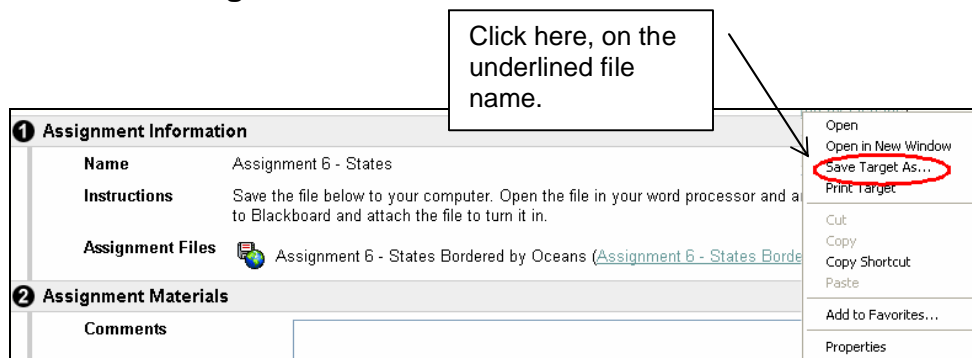 Click here, on the
underlined file
name.
1 Assignment Information
Name Assignment 6 - States
Instructions Save the file below to your computer. Open the file in your word processor and
to Blackboard and attach the file to turn it in.
Assignment Files Assignment 6 - States Bordered by Oceans (Assignment 6 - States Borde
2 Assignment Materials
Comments
Open
Open in New Window
Save Target As...
Print Target
Cut
Copy
Copy Shortcut
Paste
Add to Favorites...
Properties